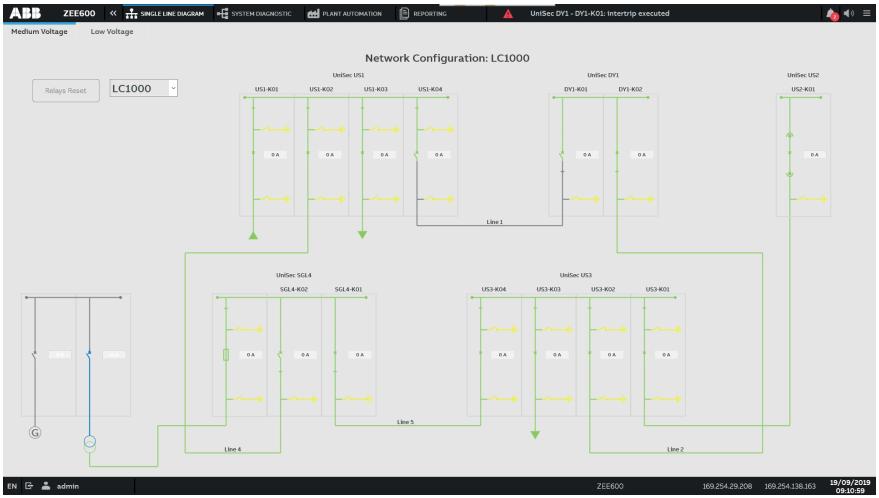 ABB ZEE600 << SINGLE LINE DIAGRAM SYSTEM DIAGNOSTIC PLANT AUTOMATION REPORTING UniSec DY1 - DY1-K01: intertrip executed 2
Medium Voltage Low Voltage
Network Configuration: LC1000
UniSec US1 UniSec DY1 UniSec US2
Relays Reset LC1000 US1-K01 US1-K02 US1-K03 US1-K04 DY1-K01 DY1-K02 US2-K01
0 A 0 A 0 A 0 A 0 A 0 A 0 A
Line 1
UniSec SGL4 UniSec US3
SGL4-K02 SGL4-K01 US3-K04 US3-K03 US3-K02 US3-K01
0 A 0 A 0 A 0 A 0 A 0 A 0 A
Line 5
G
Line 4 Line 2
EN admin ZEE600 169.254.29.208 169.254.138.163 19/09/2019
09:10:59